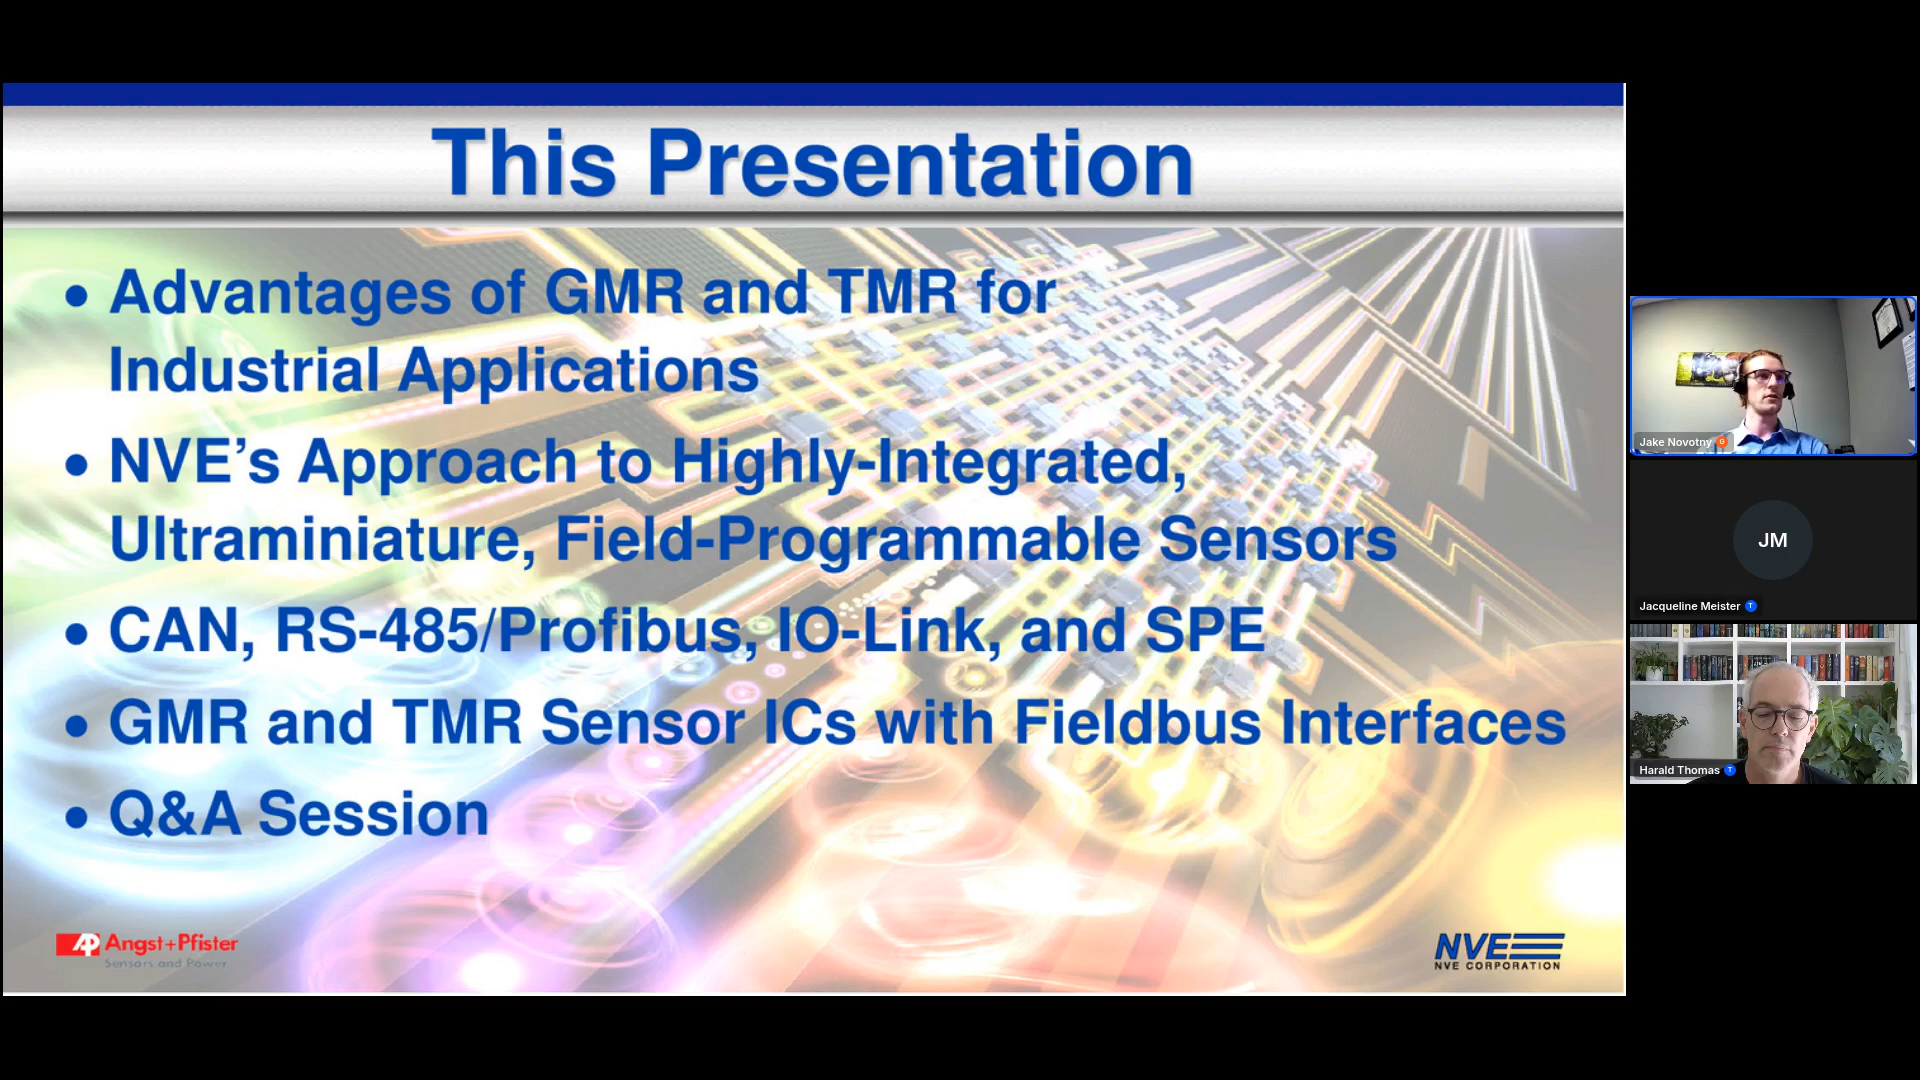 This Presentation
• Advantages of GMR and TMR for
Industrial Applications
• NVE’s Approach to Highly-Integrated,
Ultraminiature, Field-Programmable Sensors
• CAN, RS-485/Profibus, IO-Link, and SPE
• GMR and TMR Sensor ICs with Fieldbus Interfaces
• Q&A Session
AP Angst+Pfister
Sensors and Power
NVE
NVE CORPORATION
Jake Novotny G
JM
Jacqueline Meister T
Harald Thomas T